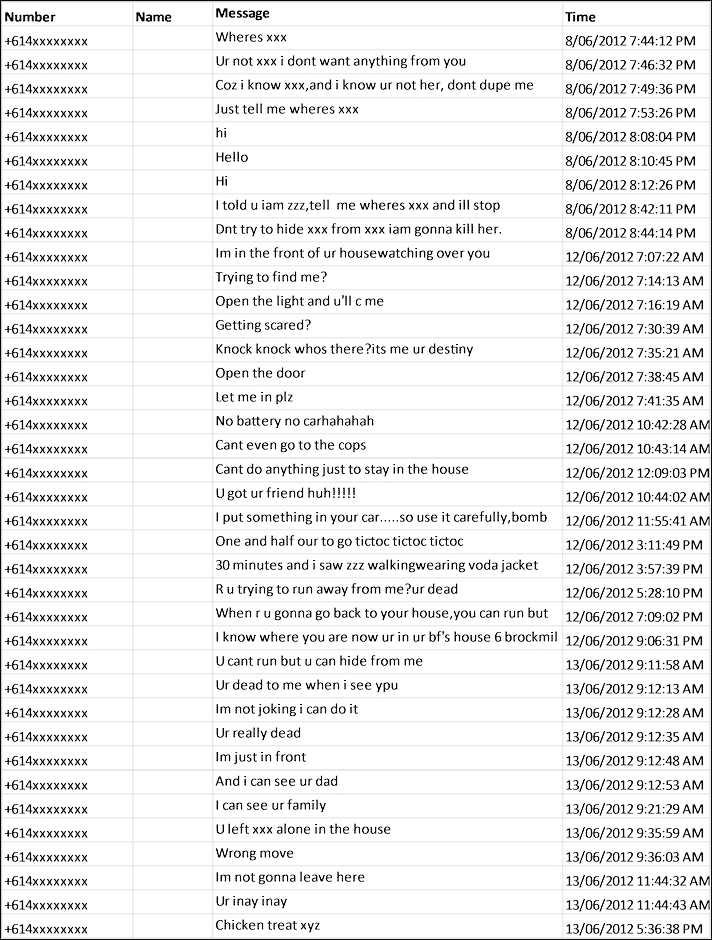 Number Name Message Time
+614xxxxxxxx Wheres xxx 8/06/2012 7:44:12 PM
+614xxxxxxxx Ur not xxx i dont want anything from you 8/06/2012 7:46:32 PM
+614xxxxxxxx Coz i know xxx,and i know ur not her, dont dupe me 8/06/2012 7:49:36 PM
+614xxxxxxxx Just tell me wheres xxx 8/06/2012 7:53:26 PM
+614xxxxxxxx hi 8/06/2012 8:08:04 PM
+614xxxxxxxx Hello 8/06/2012 8:10:45 PM
+614xxxxxxxx Hi 8/06/2012 8:12:26 PM
+614xxxxxxxx I told u iam zzz,tell me wheres xxx and ill stop 8/06/2012 8:42:11 PM
+614xxxxxxxx Dnt try to hide xxx from xxx iam gonna kill her. 8/06/2012 8:44:14 PM
+614xxxxxxxx Im in the front of ur housewatching over you 12/06/2012 7:07:22 AM
+614xxxxxxxx Trying to find me? 12/06/2012 7:14:13 AM
+614xxxxxxxx Open the light and u'll c me 12/06/2012 7:16:19 AM
+614xxxxxxxx Getting scared? 12/06/2012 7:30:39 AM
+614xxxxxxxx Knock knock whos there?its me ur destiny 12/06/2012 7:35:21 AM
+614xxxxxxxx Open the door 12/06/2012 7:38:45 AM
+614xxxxxxxx Let me in plz 12/06/2012 7:41:35 AM
+614xxxxxxxx No battery no carhahahah 12/06/2012 10:42:28 AM
+614xxxxxxxx Cant even go to the cops 12/06/2012 10:43:14 AM
+614xxxxxxxx Cant do anything just to stay in the house 12/06/2012 12:09:03 PM
+614xxxxxxxx U got ur friend huh!!!!! 12/06/2012 10:44:02 AM
+614xxxxxxxx I put something in your car.....so use it carefully,bomb 12/06/2012 11:55:41 AM
+614xxxxxxxx One and half our to go tictoc tictoc tictoc 12/06/2012 3:11:49 PM
+614xxxxxxxx 30 minutes and i saw zzz walkingwearing voda jacket 12/06/2012 3:57:39 PM
+614xxxxxxxx R u trying to run away from me?ur dead 12/06/2012 5:28:10 PM
+614xxxxxxxx When r u gonna go back to your house,you can run but 12/06/2012 7:09:02 PM
+614xxxxxxxx I know where you are now ur in ur bf's house 6 brockmil 12/06/2012 9:06:31 PM
+614xxxxxxxx U cant run but u can hide from me 13/06/2012 9:11:58 AM
+614xxxxxxxx Ur dead to me when i see ypu 13/06/2012 9:12:13 AM
+614xxxxxxxx Im not joking i can do it 13/06/2012 9:12:28 AM
+614xxxxxxxx Ur really dead 13/06/2012 9:12:35 AM
+614xxxxxxxx Im just in front 13/06/2012 9:12:48 AM
+614xxxxxxxx And i can see ur dad 13/06/2012 9:12:53 AM
+614xxxxxxxx I can see ur family 13/06/2012 9:21:29 AM
+614xxxxxxxx U left xxx alone in the house 13/06/2012 9:35:59 AM
+614xxxxxxxx Wrong move 13/06/2012 9:36:03 AM
+614xxxxxxxx Im not gonna leave here 13/06/2012 11:44:32 AM
+614xxxxxxxx Ur inay inay 13/06/2012 11:44:43 AM
+614xxxxxxxx Chicken treat xyz 13/06/2012 5:36:38 PM